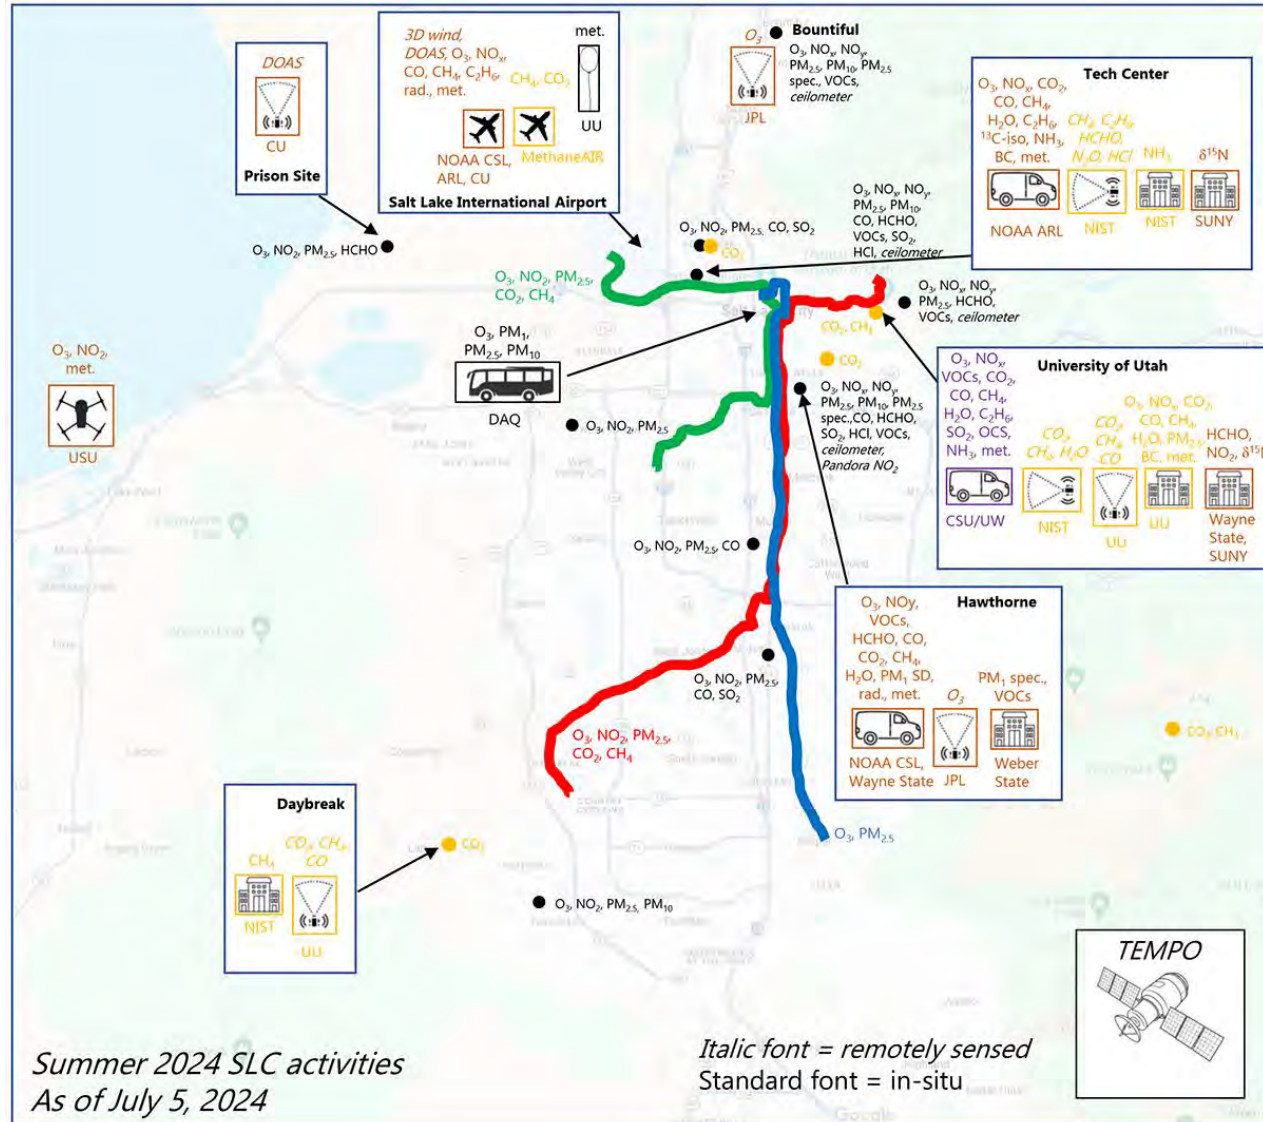 DOAS
CU
Prison Site
3D wind,
DOAS, O₃, NOₓ,
CO, CH₄, C₂H₆,
rad., met.
CH₄, CO₂
met.
UU
NOAA CSL,
ARL, CU
MethaneAIR
Salt Lake International Airport
O₃
JPL
Bountiful
O₃, NOₓ, NOᵧ,
PM₂.₅, PM₁₀, PM₂.₅
spec., VOCs,
ceilometer
Tech Center
O₃, NOₓ, CO₂,
CO, CH₄,
H₂O, C₂H₆,
¹³C-iso, NH₃,
BC, met.
NOAA ARL
CH₄, C₂H₆,
HCHO,
N₂O, HCl
NIST
NH₃
NIST
δ¹⁵N
SUNY
O₃, NO₂, PM₂.₅, HCHO
O₃, NO₂, PM₂.₅, CO, SO₂
CO₂
O₃, NOₓ, NOᵧ,
PM₂.₅, PM₁₀,
CO, HCHO,
VOCs, SO₂,
HCl, ceilometer
O₃, NO₂, PM₂.₅,
CO₂, CH₄
O₃, NOₓ, NOᵧ,
PM₂.₅, HCHO,
VOCs, ceilometer
CO₂, CH₄
CO₂
O₃, PM₁,
PM₂.₅, PM₁₀
DAQ
O₃, NO₂,
met.
USU
O₃, NO₂, PM₂.₅
O₃, NOₓ, NOᵧ,
PM₂.₅, PM₁₀, PM₂.₅
spec.,CO, HCHO,
SO₂, HCl, VOCs,
ceilometer,
Pandora NO₂
University of Utah
O₃, NOₓ,
VOCs, CO₂,
CO, CH₄,
H₂O, C₂H₆,
SO₂, OCS,
NH₃, met.
CSU/UW
CO₂,
CH₄, H₂O
NIST
CO₂,
CH₄,
CO
UU
O₃, NOₓ, CO₂,
CO, CH₄,
H₂O, PM₂.₅,
BC, met.
UU
HCHO,
NO₂, δ¹⁵N
Wayne
State,
SUNY
O₃, NO₂, PM₂.₅, CO
Hawthorne
O₃, NOy,
VOCs,
HCHO, CO,
CO₂, CH₄,
H₂O, PM₁ SD,
rad., met.
NOAA CSL,
Wayne State
O₃
JPL
PM₁ spec.,
VOCs
Weber
State
O₃, NO₂, PM₂.₅,
CO, SO₂
O₃, NO₂, PM₂.₅,
CO₂, CH₄
CO₂, CH₄
O₃, PM₂.₅
Daybreak
CH₄
NIST
CO₂, CH₄,
CO
UU
CO₂
O₃, NO₂, PM₂.₅, PM₁₀
TEMPO
Summer 2024 SLC activities
As of July 5, 2024
Italic font = remotely sensed
Standard font = in-situ
Google